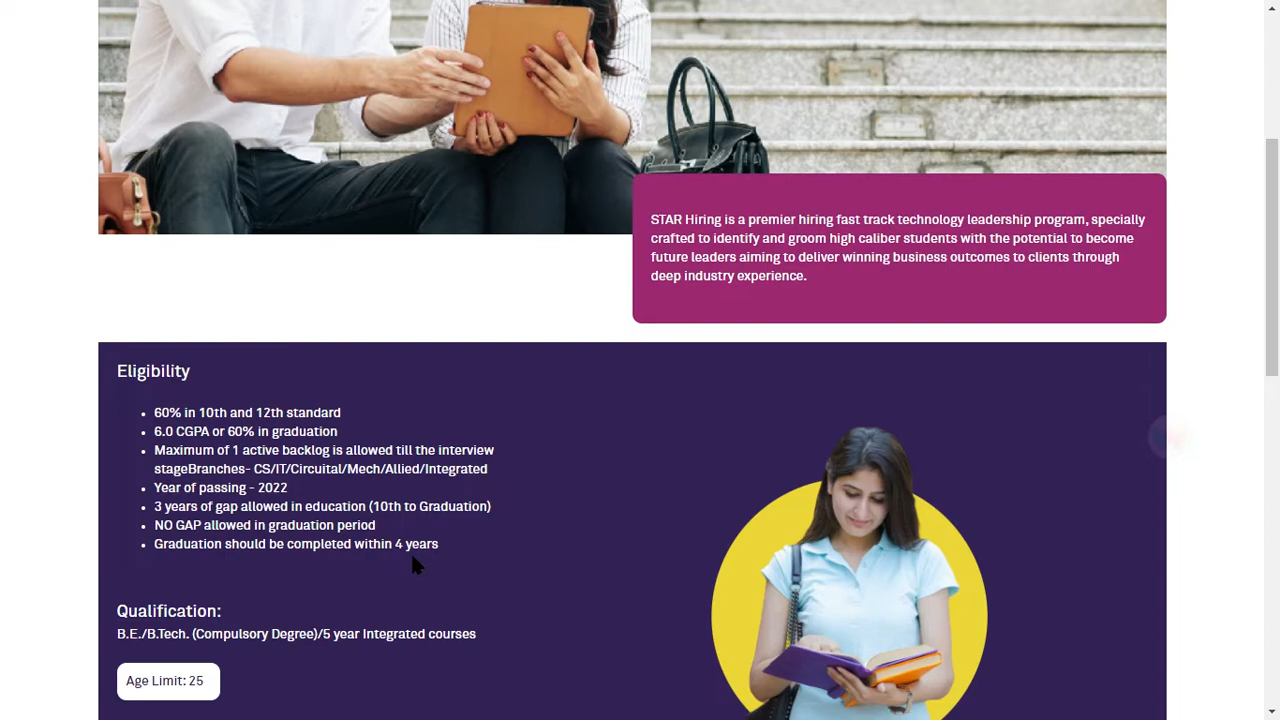 STAR Hiring is a premier hiring fast track technology leadership program, specially
crafted to identify and groom high caliber students with the potential to become
future leaders aiming to deliver winning business outcomes to clients through
deep industry experience.
Eligibility
• 60% in 10th and 12th standard
• 6.0 CGPA or 60% in graduation
• Maximum of 1 active backlog is allowed till the interview
stageBranches- CS/IT/Circuital/Mech/Allied/Integrated
• Year of passing - 2022
• 3 years of gap allowed in education (10th to Graduation)
• NO GAP allowed in graduation period
• Graduation should be completed within 4 years
Qualification:
B.E./B.Tech. (Compulsory Degree)/5 year Integrated courses
Age Limit: 25